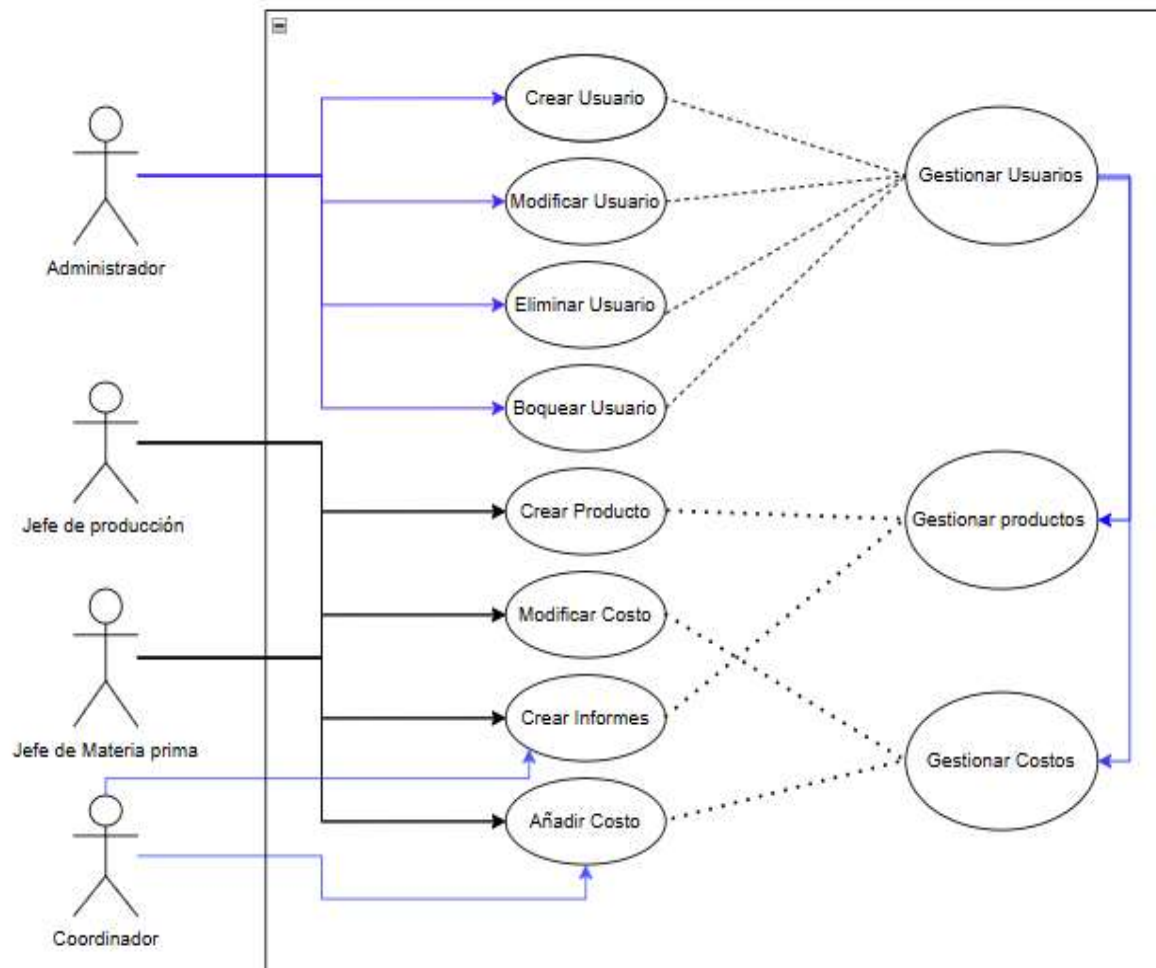 Crear Usuario
Gestionar Usuarios
Modificar Usuario
Administrador
Eliminar Usuario
Boquear Usuario
Jefe de producción
Crear Producto
Gestionar productos
Modificar Costo
Jefe de Materia prima
Crear Informes
Gestionar Costos
Añadir Costo
Coordinador